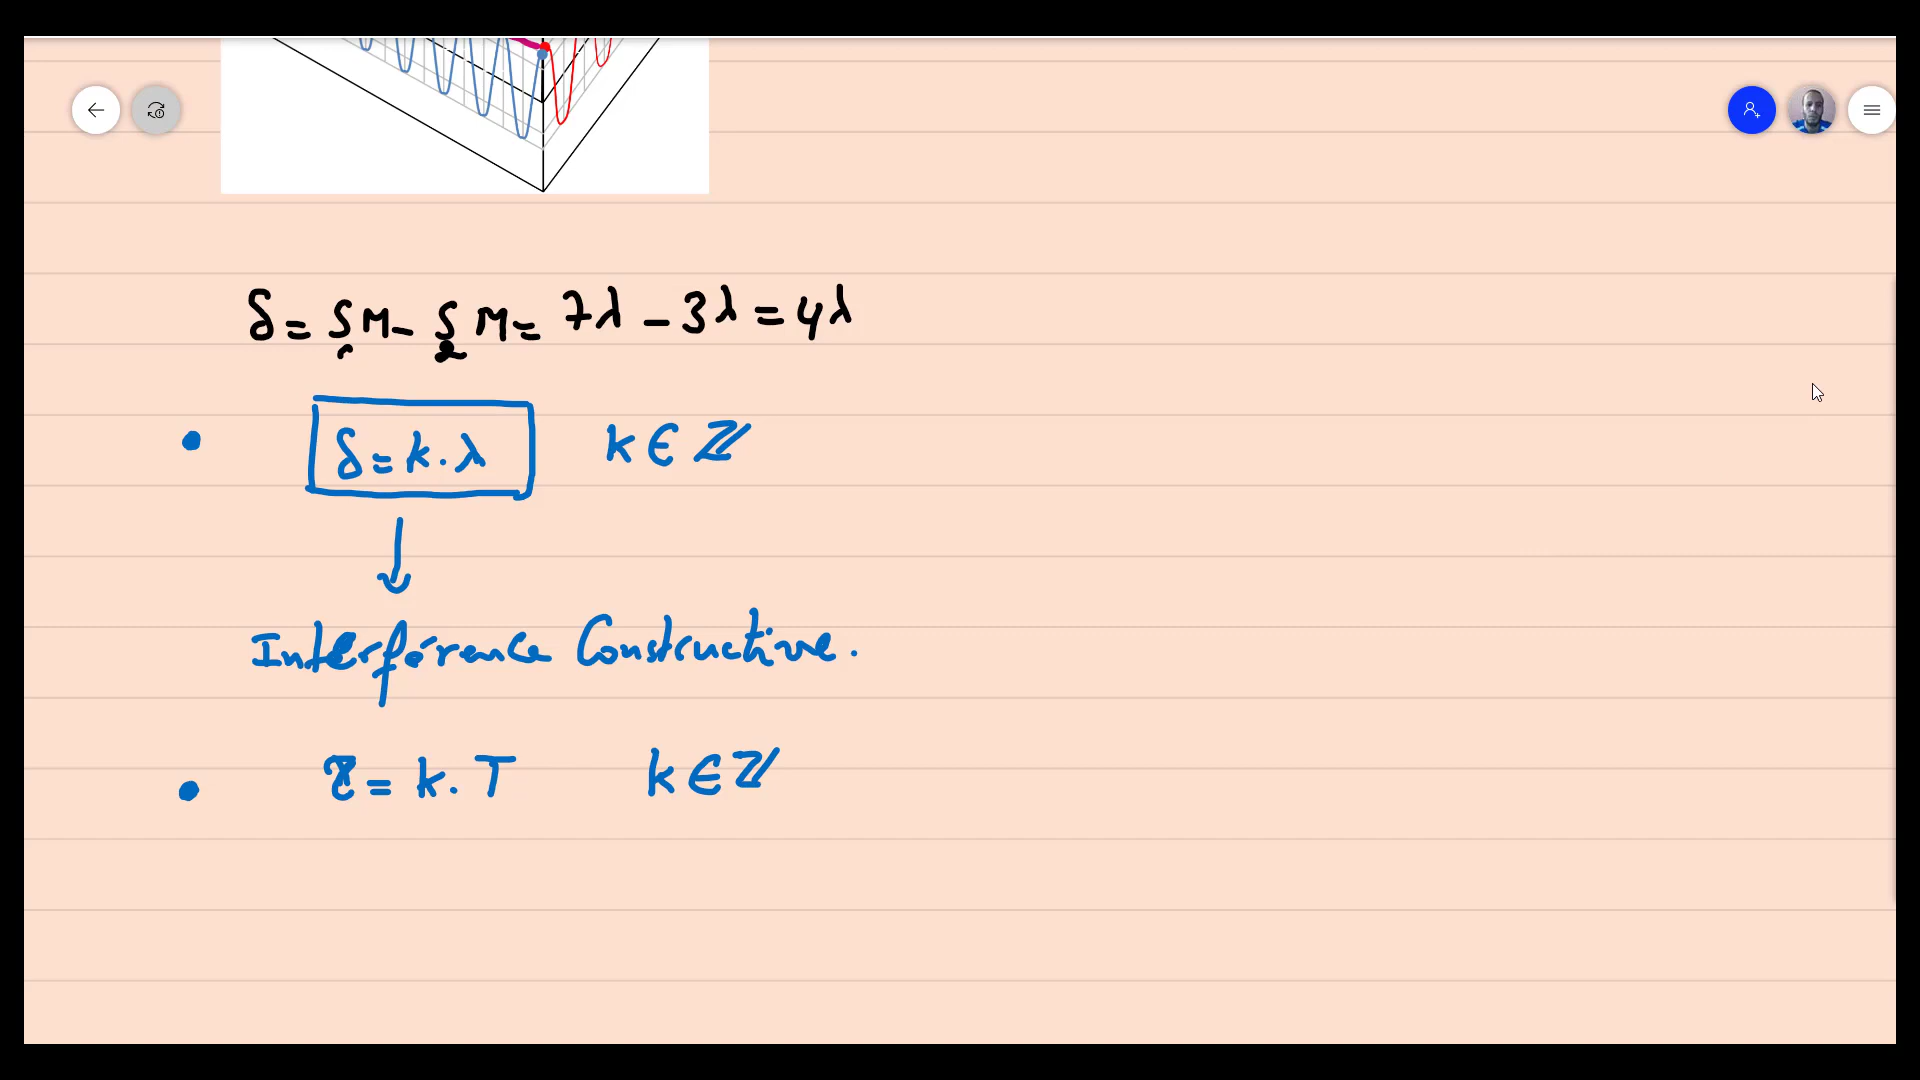 δ = S₁M - S₂M = 7λ - 3λ = 4λ
• δ = k.λ k ∈ ℤ
Interférence Constructive.
• τ = k.T k ∈ ℤ